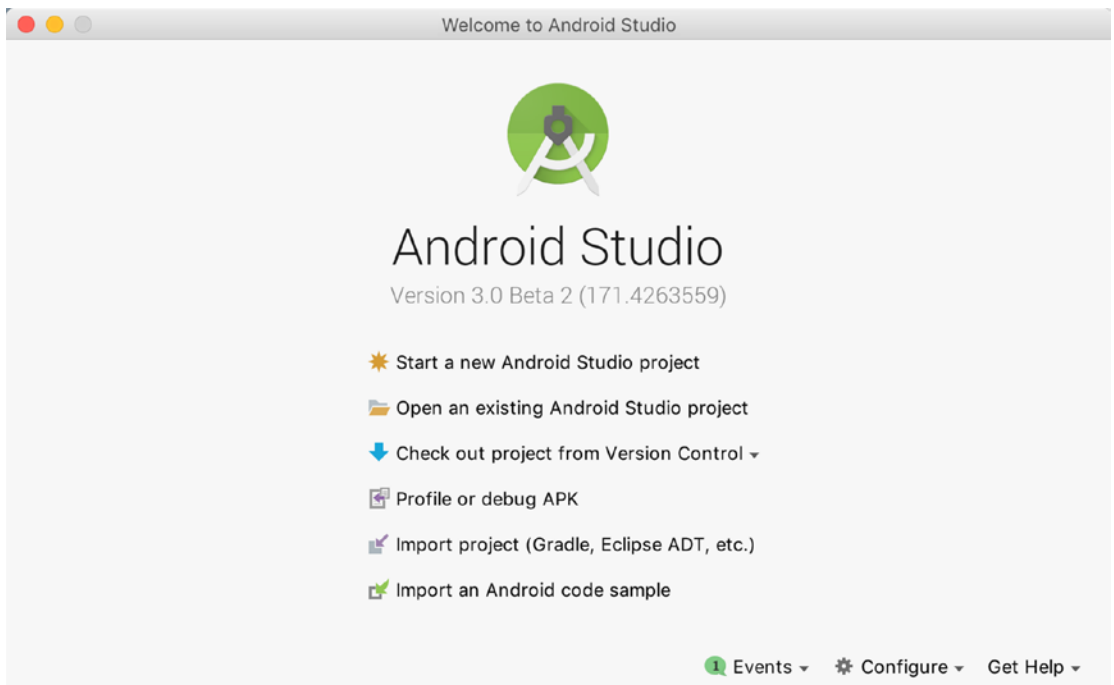 Welcome to Android Studio
Android Studio
Version 3.0 Beta 2 (171.4263559)
Start a new Android Studio project
Open an existing Android Studio project
Check out project from Version Control
Profile or debug APK
Import project (Gradle, Eclipse ADT, etc.)
Import an Android code sample
1 Events Configure Get Help